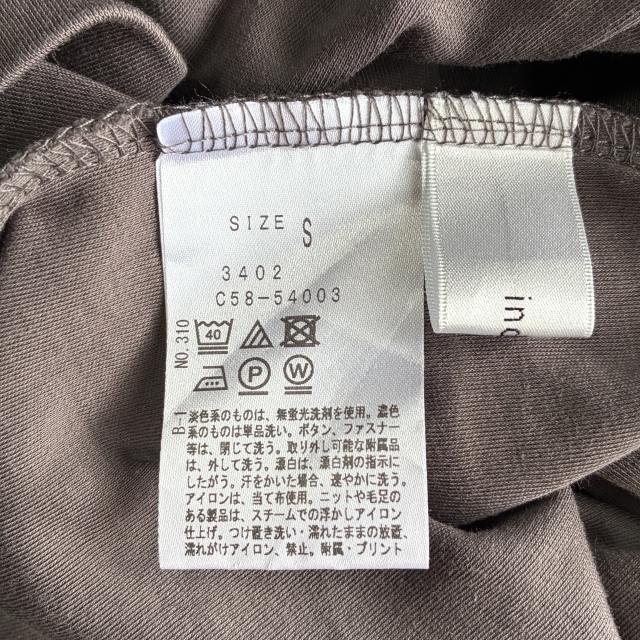 SIZE S
3402
C58-54003
NO.310
40
P
W
B-1
淡色系のものは、無蛍光洗剤を使用。濃色
系のものは単品洗い。ボタン、ファスナー
等は、閉じて洗う。取り外し可能な附属品
は、外して洗う。漂白は、漂白剤の指示に
したがう。汗をかいた場合、速やかに洗う。
アイロンは、当て布使用。ニットや毛足の
ある製品は、スチームでの浮かしアイロン
仕上げ。つけ置き洗い・濡れたままの放置、
濡れがけアイロン、禁止。附属・プリント